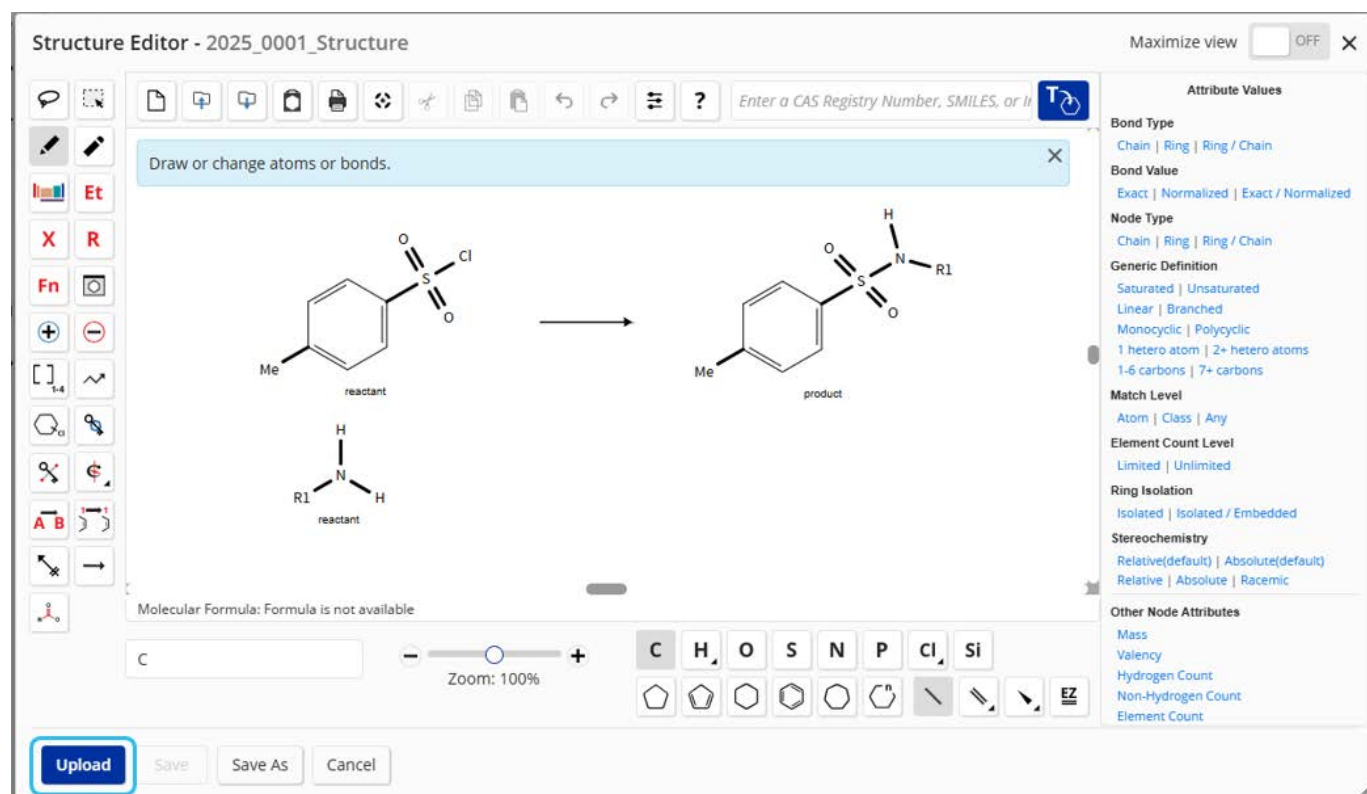 Structure Editor - 2025_0001_Structure
Maximize view OFF
Enter a CAS Registry Number, SMILES, or I
T
Draw or change atoms or bonds.
Et
X R
Fn
1-4
Cl
A B
1 1
O
S
Cl
O
Me
reactant
H
N
R1
H
reactant
H
O
N
R1
S
O
Me
product
Molecular Formula: Formula is not available
C
Zoom: 100%
C H O S N P Cl Si
n
EZ
Attribute Values
Bond Type
Chain | Ring | Ring / Chain
Bond Value
Exact | Normalized | Exact / Normalized
Node Type
Chain | Ring | Ring / Chain
Generic Definition
Saturated | Unsaturated
Linear | Branched
Monocyclic | Polycyclic
1 hetero atom | 2+ hetero atoms
1-6 carbons | 7+ carbons
Match Level
Atom | Class | Any
Element Count Level
Limited | Unlimited
Ring Isolation
Isolated | Isolated / Embedded
Stereochemistry
Relative(default) | Absolute(default)
Relative | Absolute | Racemic
Other Node Attributes
Mass
Valency
Hydrogen Count
Non-Hydrogen Count
Element Count
Upload Save Save As Cancel